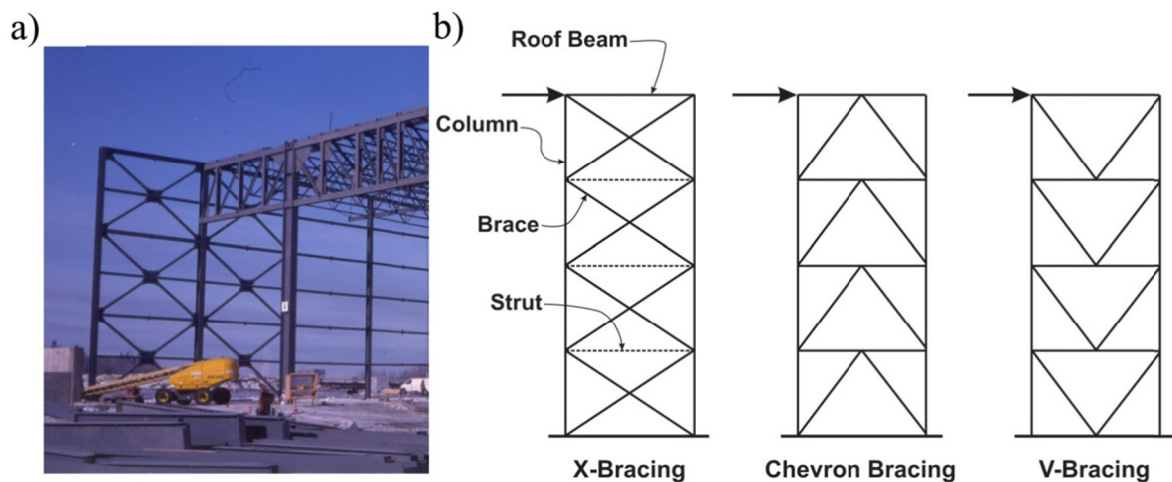 a)
b)
Roof Beam
Column
Brace
Strut
X-Bracing
Chevron Bracing
V-Bracing